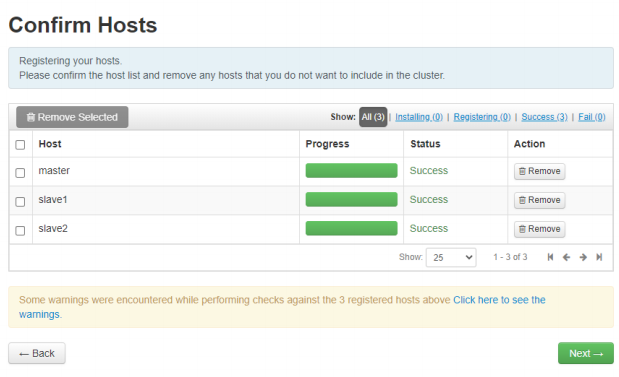 Confirm Hosts
Registering your hosts.
Please confirm the host list and remove any hosts that you do not want to include in the cluster.
Remove Selected Show: All (3) | Installing (0) | Registering (0) | Success (3) | Fail (0)
Host Progress Status Action
master Success Remove
slave1 Success Remove
slave2 Success Remove
Show: 25 1 - 3 of 3
Some warnings were encountered while performing checks against the 3 registered hosts above Click here to see the
warnings.
← Back Next →